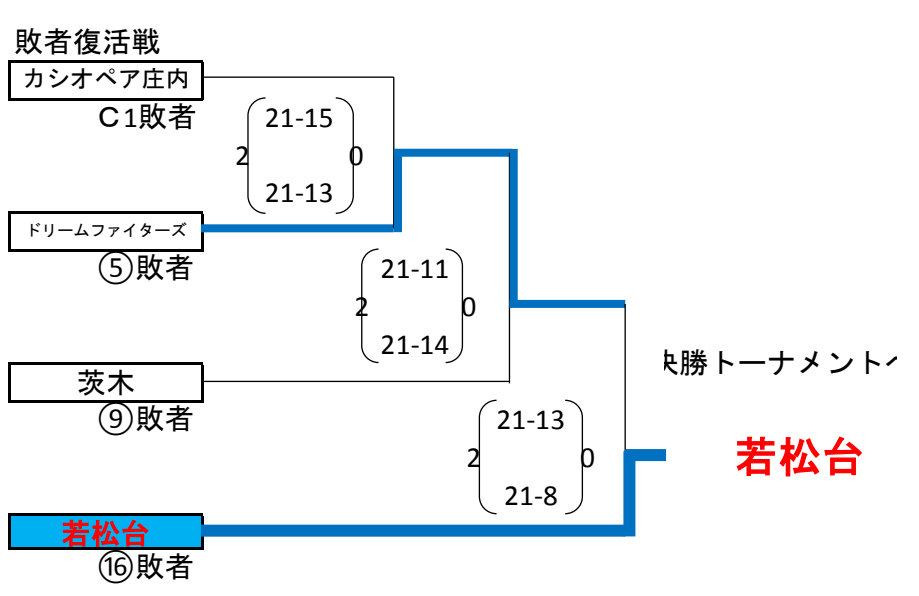 敗者復活戦
カシオペア庄内
C1敗者
21-15
2 0
21-13
ドリームファイターズ
⑤敗者
21-11
2 0
21-14
茨木
⑨敗者
決勝トーナメントへ
21-13
2 0
21-8
若松台
若松台
⑯敗者